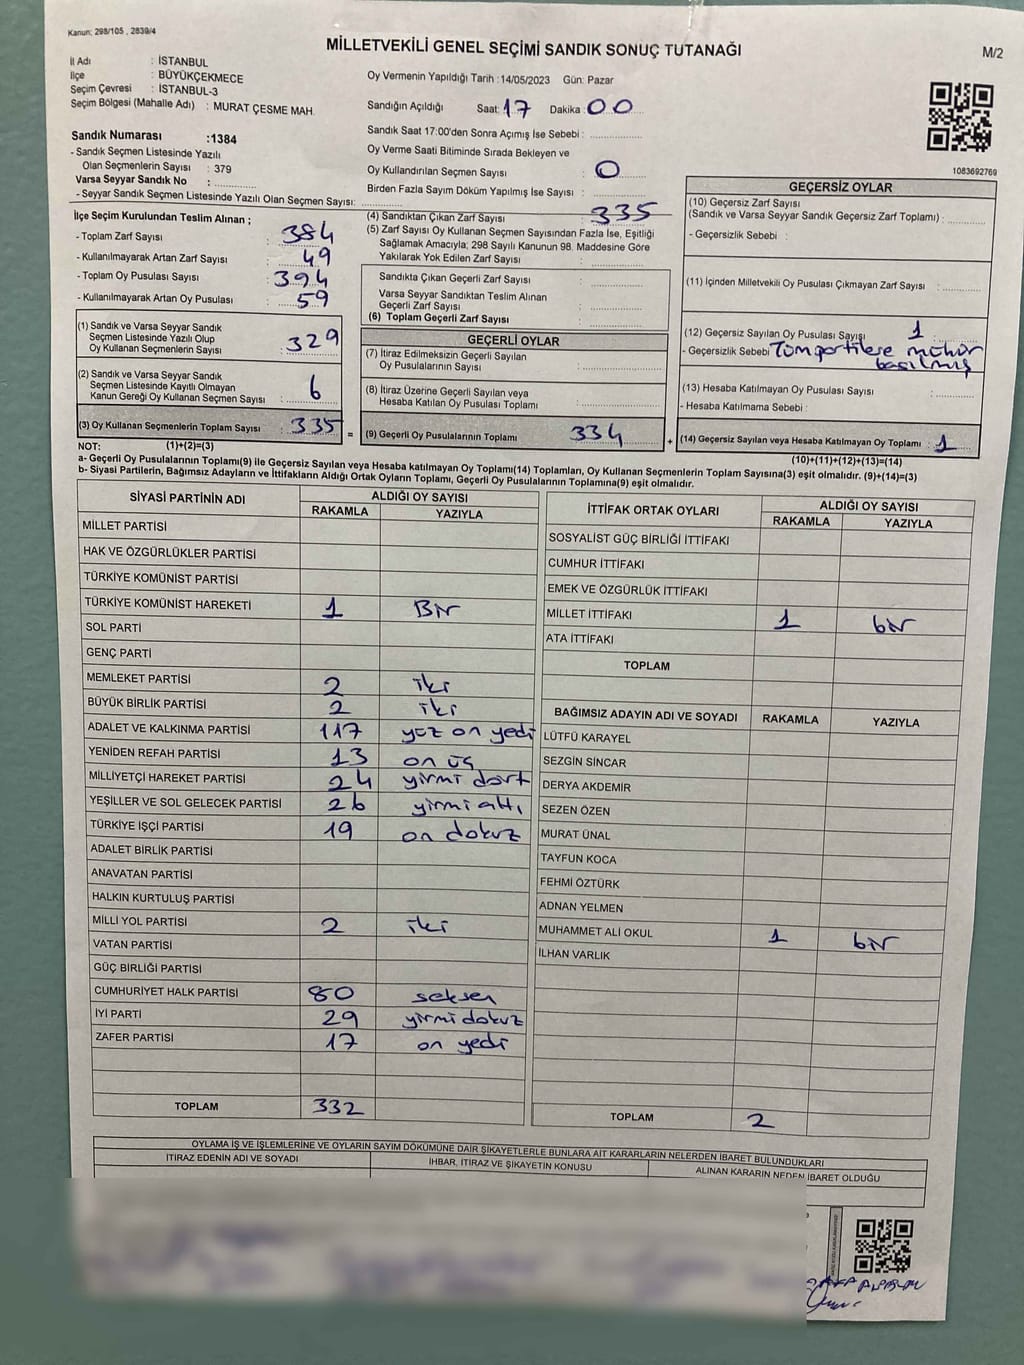 Kanun: 298/105 , 2839/4
MİLLETVEKİLİ GENEL SEÇİMİ SANDIK SONUÇ TUTANAĞI
M/2
İl Adı : İSTANBUL
İlçe : BÜYÜKÇEKMECE
Seçim Çevresi : İSTANBUL-3
Seçim Bölgesi (Mahalle Adı) : MURAT ÇESME MAH.
Sandık Numarası :1384
- Sandık Seçmen Listesinde Yazılı
Olan Seçmenlerin Sayısı : 379
Varsa Seyyar Sandık No :
- Seyyar Sandık Seçmen Listesinde Yazılı Olan Seçmen Sayısı:
Oy Vermenin Yapıldığı Tarih :14/05/2023 Gün: Pazar
Sandığın Açıldığı Saat: 17 Dakika: 00
Sandık Saat 17:00'den Sonra Açımış İse Sebebi :
Oy Verme Saati Bitiminde Sırada Bekleyen ve
Oy Kullandırılan Seçmen Sayısı : 0
Birden Fazla Sayım Döküm Yapılmış İse Sayısı :
1083692769
İlçe Seçim Kurulundan Teslim Alınan ;
- Toplam Zarf Sayısı : 384
- Kullanılmayarak Artan Zarf Sayısı : 49
- Toplam Oy Pusulası Sayısı : 394
- Kullanılmayarak Artan Oy Pusulası : 59
(1) Sandık ve Varsa Seyyar Sandık
Seçmen Listesinde Yazılı Olup
Oy Kullanan Seçmenlerin Sayısı : 329
(2) Sandık ve Varsa Seyyar Sandık
Seçmen Listesinde Kayıtlı Olmayan
Kanun Gereği Oy Kullanan Seçmen Sayısı : 6
(3) Oy Kullanan Seçmenlerin Toplam Sayısı : 335 =
(4) Sandıktan Çıkan Zarf Sayısı : 335
(5) Zarf Sayısı Oy Kullanan Seçmen Sayısından Fazla İse, Eşitliği
Sağlamak Amacıyla; 298 Sayılı Kanunun 98. Maddesine Göre
Yakılarak Yok Edilen Zarf Sayısı :
Sandıkta Çıkan Geçerli Zarf Sayısı :
Varsa Seyyar Sandıktan Teslim Alınan
Geçerli Zarf Sayısı :
(6) Toplam Geçerli Zarf Sayısı :
GEÇERLİ OYLAR
(7) İtiraz Edilmeksizin Geçerli Sayılan
Oy Pusulalarının Sayısı :
(8) İtiraz Üzerine Geçerli Sayılan veya
Hesaba Katılan Oy Pusulası Toplamı :
(9) Geçerli Oy Pusulalarının Toplamı : 334 +
GEÇERSİZ OYLAR
(10) Geçersiz Zarf Sayısı
(Sandık ve Varsa Seyyar Sandık Geçersiz Zarf Toplamı) :
- Geçersizlik Sebebi :
(11) İçinden Milletvekili Oy Pusulası Çıkmayan Zarf Sayısı :
(12) Geçersiz Sayılan Oy Pusulası Sayısı : 1
- Geçersizlik Sebebi Tüm partilere mühür
basılmış
(13) Hesaba Katılmayan Oy Pusulası Sayısı :
- Hesaba Katılmama Sebebi :
(14) Geçersiz Sayılan veya Hesaba Katılmayan Oy Toplamı : 1
NOT: (1)+(2)=(3) (10)+(11)+(12)+(13)=(14)
a- Geçerli Oy Pusulalarının Toplamı(9) ile Geçersiz Sayılan veya Hesaba katılmayan Oy Toplamı(14) Toplamları, Oy Kullanan Seçmenlerin Toplam Sayısına(3) eşit olmalıdır. (9)+(14)=(3)
b- Siyasi Partilerin, Bağımsız Adayların ve İttifakların Aldığı Ortak Oyların Toplamı, Geçerli Oy Pusulalarının Toplamına(9) eşit olmalıdır.
SİYASİ PARTİNİN ADI ALDIĞI OY SAYISI
RAKAMLA YAZIYLA
MİLLET PARTİSİ
HAK VE ÖZGÜRLÜKLER PARTİSİ
TÜRKİYE KOMÜNİST PARTİSİ
TÜRKİYE KOMÜNİST HAREKETİ 1 Bir
SOL PARTİ
GENÇ PARTİ
MEMLEKET PARTİSİ 2 iki
BÜYÜK BİRLİK PARTİSİ 2 iki
ADALET VE KALKINMA PARTİSİ 117 yüz on yedi
YENİDEN REFAH PARTİSİ 13 on üç
MİLLİYETÇİ HAREKET PARTİSİ 24 yirmi dört
YEŞİLLER VE SOL GELECEK PARTİSİ 26 yirmi altı
TÜRKİYE İŞÇİ PARTİSİ 19 on dokuz
ADALET BİRLİK PARTİSİ
ANAVATAN PARTİSİ
HALKIN KURTULUŞ PARTİSİ
MİLLİ YOL PARTİSİ 2 iki
VATAN PARTİSİ
GÜÇ BİRLİĞİ PARTİSİ
CUMHURİYET HALK PARTİSİ 80 seksen
İYİ PARTİ 29 yirmi dokuz
ZAFER PARTİSİ 17 on yedi
TOPLAM 332
İTTİFAK ORTAK OYLARI ALDIĞI OY SAYISI
RAKAMLA YAZIYLA
SOSYALİST GÜÇ BİRLİĞİ İTTİFAKI
CUMHUR İTTİFAKI
EMEK VE ÖZGÜRLÜK İTTİFAKI
MİLLET İTTİFAKI 1 bir
ATA İTTİFAKI
TOPLAM
BAĞIMSIZ ADAYIN ADI VE SOYADI RAKAMLA YAZIYLA
LÜTFÜ KARAYEL
SEZGİN SİNCAR
DERYA AKDEMİR
SEZEN ÖZEN
MURAT ÜNAL
TAYFUN KOCA
FEHMİ ÖZTÜRK
ADNAN YELMEN
MUHAMMET ALİ OKUL 1 bir
İLHAN VARLIK
TOPLAM 2
OYLAMA İŞ VE İŞLEMLERİNE VE OYLARIN SAYIM DÖKÜMÜNE DAİR ŞİKAYETLERLE BUNLARA AİT KARARLARIN NELERDEN İBARET BULUNDUKLARI
İTİRAZ EDENİN ADI VE SOYADI İHBAR, İTİRAZ VE ŞİKAYETİN KONUSU ALINAN KARARIN NEDEN İBARET OLDUĞU